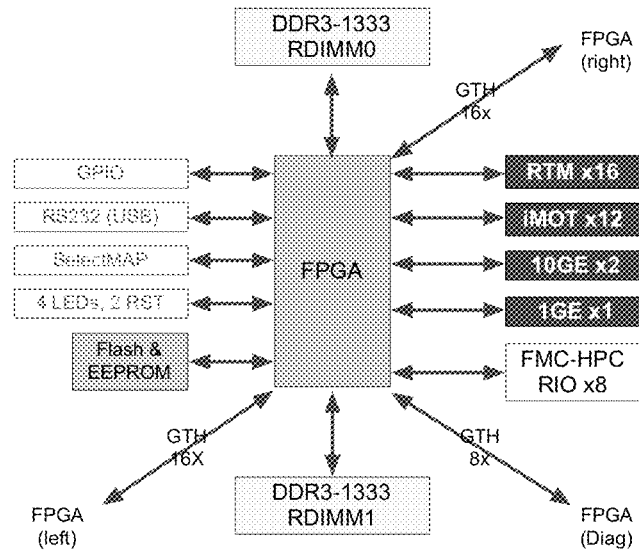 DDR3-1333
RDIMM0
FPGA
(right)
GTH
16x
GPIO
RTM x16
RS232 (USB)
iMOT x12
SelectMAP
FPGA
10GE x2
4 LEDs, 2 RST
1GE x1
Flash &
EEPROM
FMC-HPC
RIO x8
GTH
16X
GTH
8x
DDR3-1333
RDIMM1
FPGA
(left)
FPGA
(Diag)